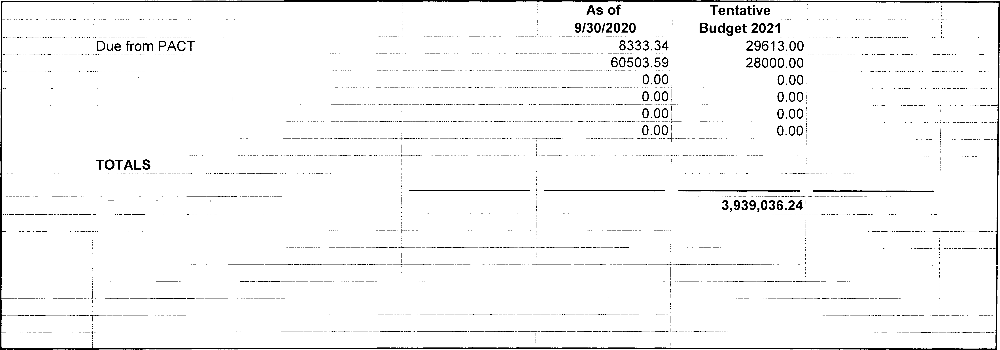 As of Tentative
9/30/2020 Budget 2021
Due from PACT 8333.34 29613.00
60503.59 28000.00
0.00 0.00
0.00 0.00
0.00 0.00
0.00 0.00
TOTALS
3,939,036.24